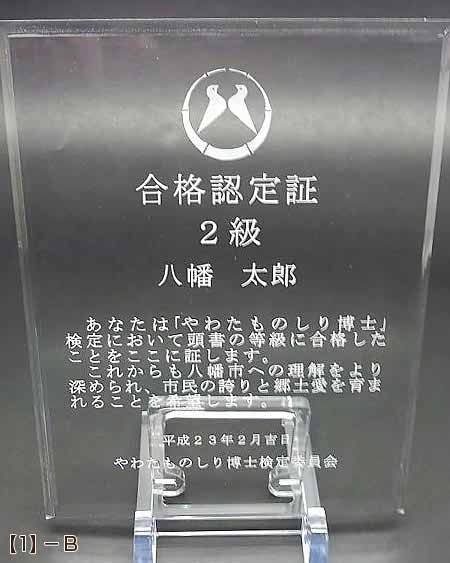 合格認定証
２級
八幡　太郎
　あなたは「やわたものしり博士」
検定において頭書の等級に合格した
ことをここに証します。
　これからも八幡市への理解をより
深められ、市民の誇りと郷土愛を育ま
れることを希望します。
平成２３年２月吉日
やわたものしり博士検定委員会
【1】－B